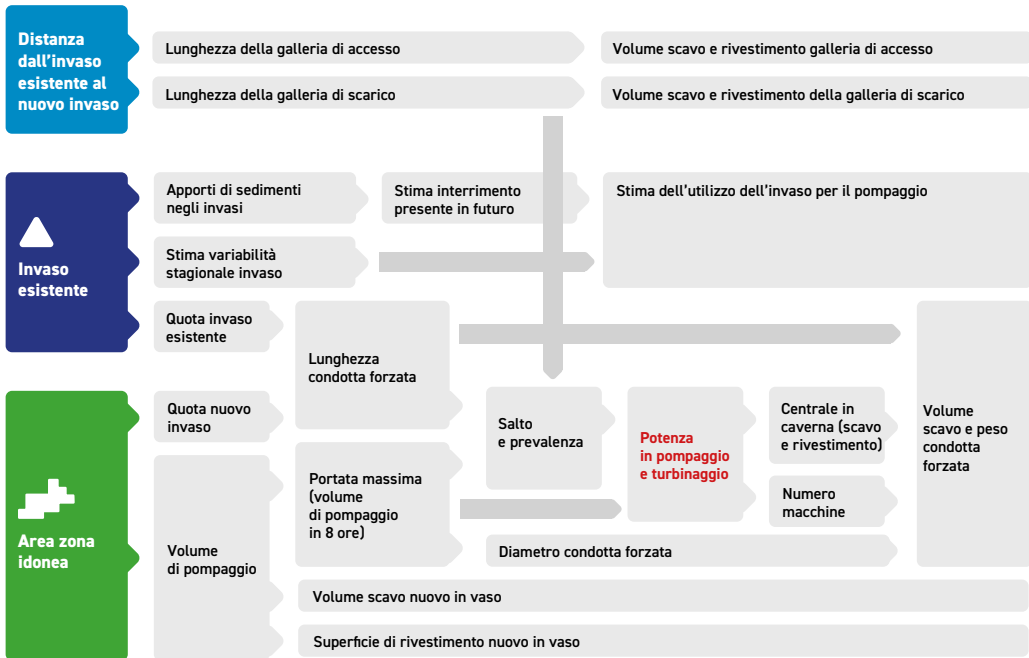 Distanza
dall'invaso
esistente al
nuovo invaso
Lunghezza della galleria di accesso
Volume scavo e rivestimento galleria di accesso
Lunghezza della galleria di scarico
Volume scavo e rivestimento della galleria di scarico
Invaso
esistente
Apporti di sedimenti
negli invasi
Stima interrimento
presente in futuro
Stima dell'utilizzo dell'invaso per il pompaggio
Stima variabilità
stagionale invaso
Quota invaso
esistente
Lunghezza
condotta forzata
Area zona
idonea
Quota nuovo
invaso
Salto
e prevalenza
Potenza
in pompaggio
e turbinaggio
Centrale in
caverna (scavo
e rivestimento)
Volume
scavo e peso
condotta
forzata
Volume
di pompaggio
Portata massima
(volume
di pompaggio
in 8 ore)
Numero
macchine
Diametro condotta forzata
Volume scavo nuovo in vaso
Superficie di rivestimento nuovo in vaso